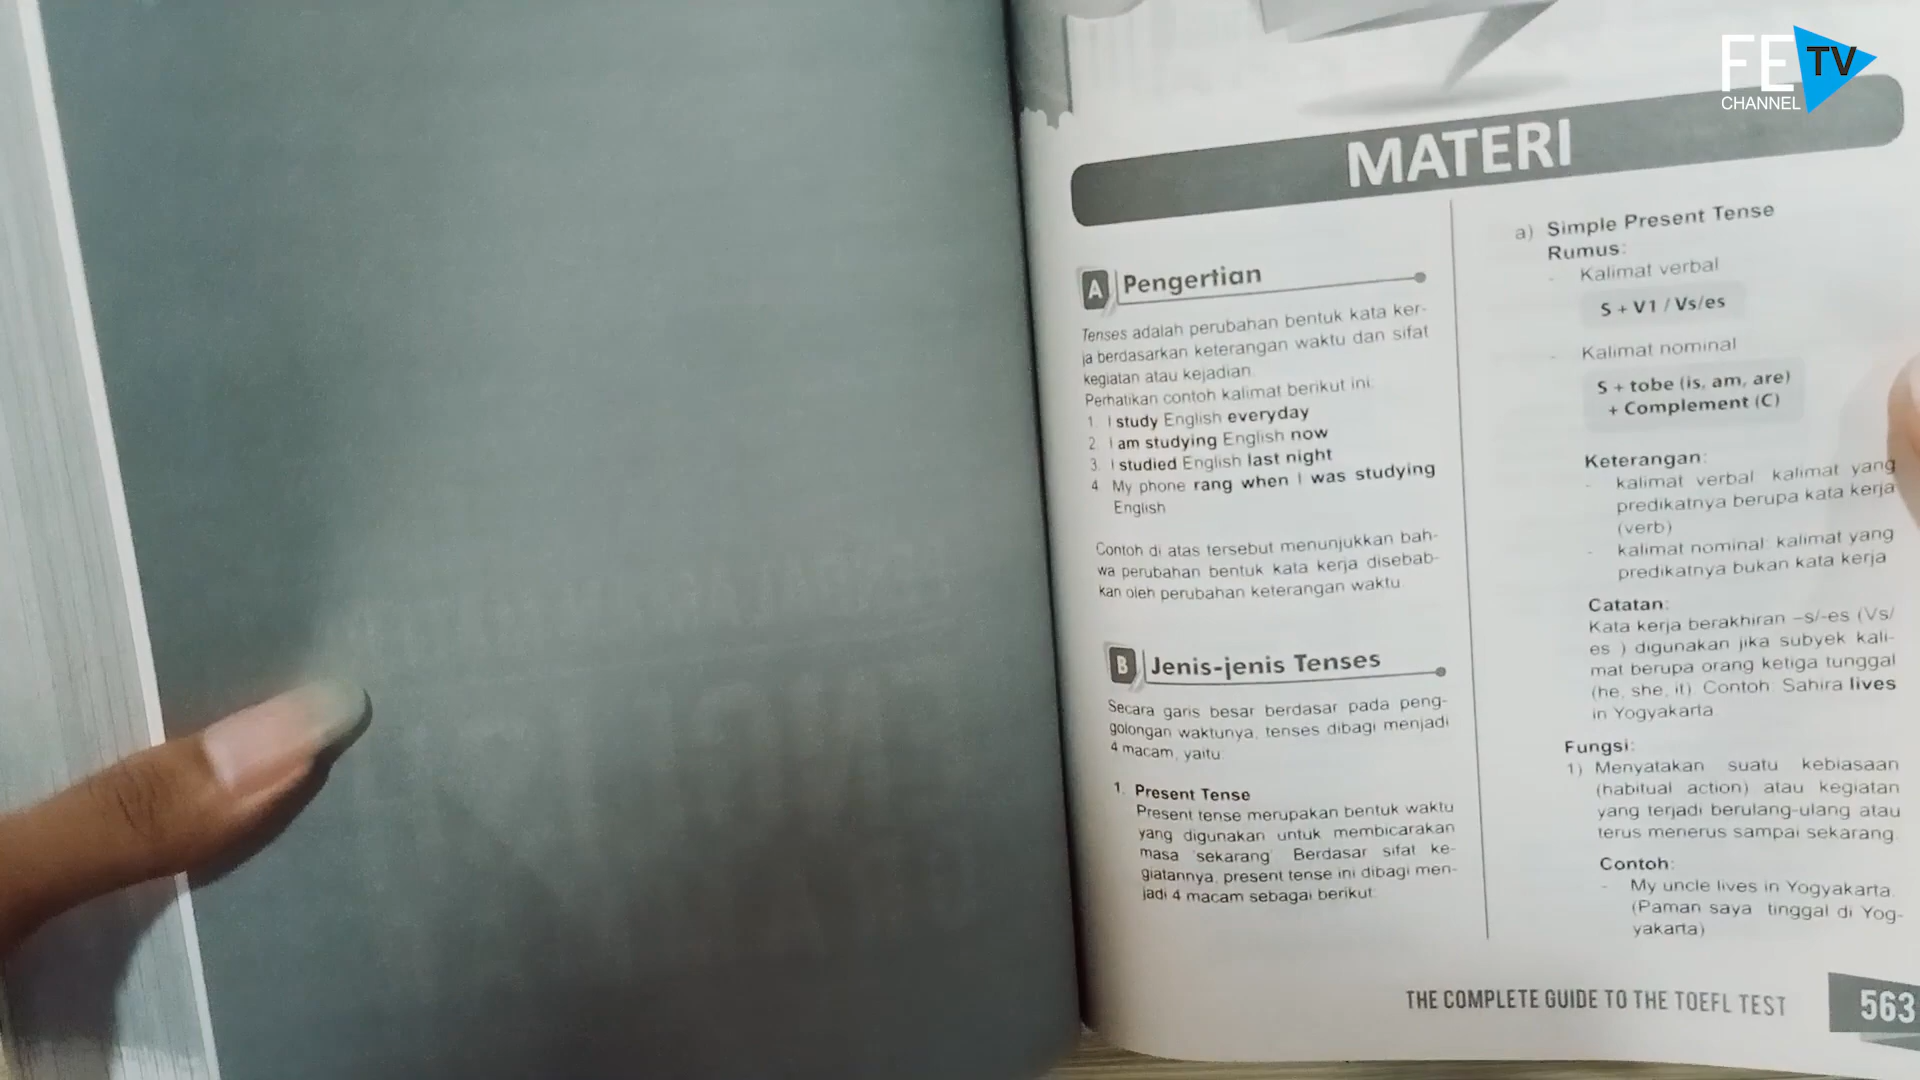 FE TV
CHANNEL
MATERI
A Pengertian
Tenses adalah perubahan bentuk kata ker-
ja berdasarkan keterangan waktu dan sifat
kegiatan atau kejadian.
Perhatikan contoh kalimat berikut ini:
1. I study English everyday
2. I am studying English now
3. I studied English last night
4. My phone rang when I was studying
English
Contoh di atas tersebut menunjukkan bah-
wa perubahan bentuk kata kerja disebab-
kan oleh perubahan keterangan waktu.
B Jenis-jenis Tenses
Secara garis besar berdasar pada peng-
golongan waktunya, tenses dibagi menjadi
4 macam, yaitu:
1. Present Tense
Present tense merupakan bentuk waktu
yang digunakan untuk membicarakan
masa 'sekarang'. Berdasar sifat ke-
giatannya, present tense ini dibagi men-
jadi 4 macam sebagai berikut:
a) Simple Present Tense
Rumus:
- Kalimat verbal
S + V1 / Vs/es
- Kalimat nominal
S + tobe (is, am, are)
+ Complement (C)
Keterangan:
- kalimat verbal: kalimat yang
predikatnya berupa kata kerja
(verb)
- kalimat nominal: kalimat yang
predikatnya bukan kata kerja
Catatan:
Kata kerja berakhiran –s/-es (Vs/
es ) digunakan jika subyek kali-
mat berupa orang ketiga tunggal
(he, she, it). Contoh: Sahira lives
in Yogyakarta.
Fungsi:
1) Menyatakan suatu kebiasaan
(habitual action) atau kegiatan
yang terjadi berulang-ulang atau
terus menerus sampai sekarang.
Contoh:
- My uncle lives in Yogyakarta.
(Paman saya tinggal di Yog-
yakarta)
THE COMPLETE GUIDE TO THE TOEFL TEST
563